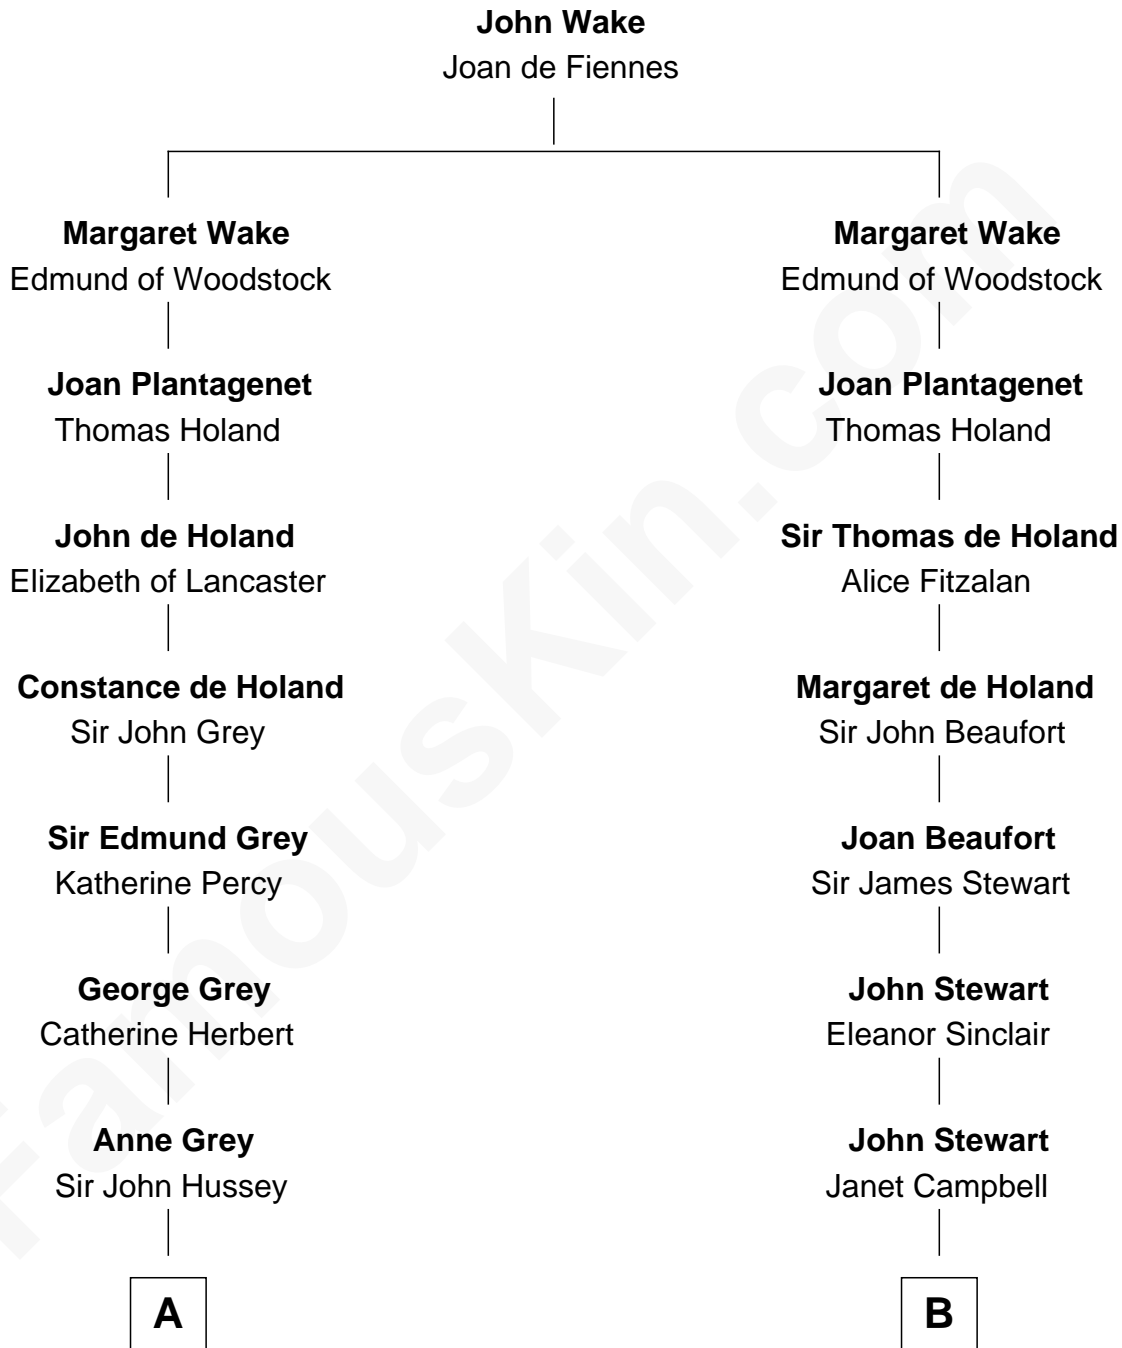 John Wake
Joan de Fiennes
Margaret Wake
Edmund of Woodstock
Margaret Wake
Edmund of Woodstock
Joan Plantagenet
Thomas Holand
Joan Plantagenet
Thomas Holand
John de Holand
Elizabeth of Lancaster
Sir Thomas de Holand
Alice Fitzalan
Constance de Holand
Sir John Grey
Margaret de Holand
Sir John Beaufort
Sir Edmund Grey
Katherine Percy
Joan Beaufort
Sir James Stewart
George Grey
Catherine Herbert
John Stewart
Eleanor Sinclair
Anne Grey
Sir John Hussey
John Stewart
Janet Campbell
A
B
FamousKin.com